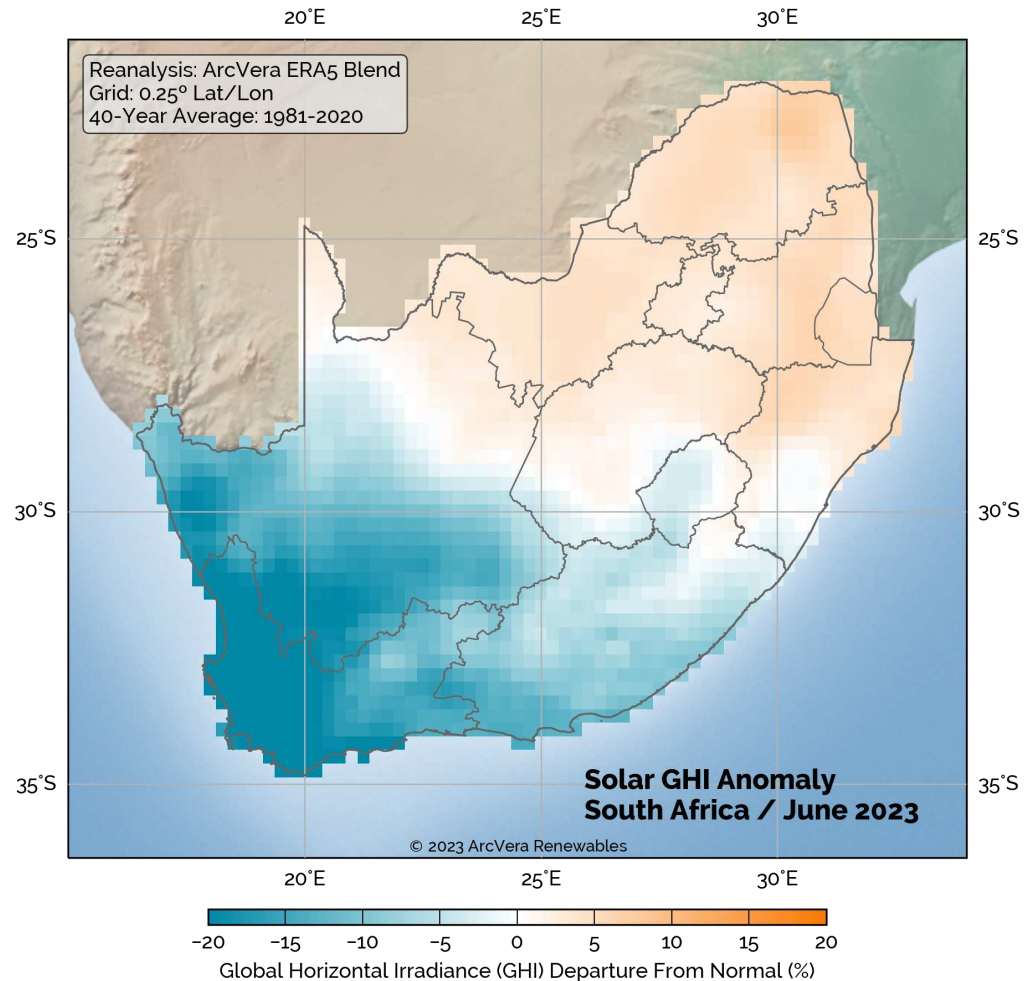 20°E 25°E 30°E
Reanalysis: ArcVera ERA5 Blend
Grid: 0.25º Lat/Lon
40-Year Average: 1981-2020
25°S 25°S
30°S 30°S
35°S 35°S
Solar GHI Anomaly
South Africa / June 2023
© 2023 ArcVera Renewables
20°E 25°E 30°E
−20 −15 −10 −5 0 5 10 15 20
Global Horizontal Irradiance (GHI) Departure From Normal (%)